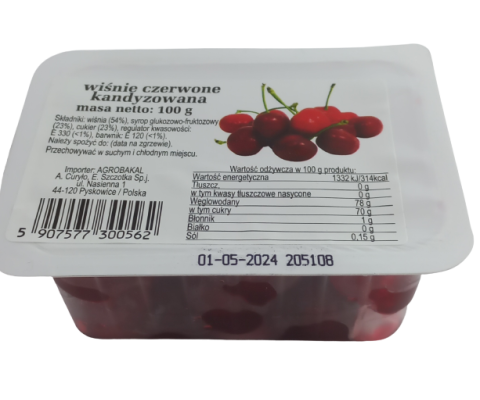 wiśnie czerwone
kandyzowana
masa netto: 100 g
Składniki: wiśnia (54%), syrop glukozowo-fruktozowy
(23%), cukier (23%), regulator kwasowości:
E 330 (<1%), barwnik: E 120 (<1%).
Należy spożyć do: (data na zgrzewie).
Przechowywać w suchym i chłodnym miejscu.
Importer: AGROBAKAL
A. Curyło, E. Szczotka Sp.j.
ul. Nasienna 1
44-120 Pyskowice / Polska
5 907577 300562
Wartość odżywcza w 100 g produktu:
Wartość energetyczna 1332 kJ/314kcal
Tłuszcz, 0 g
w tym kwasy tłuszczowe nasycone 0 g
Węglowodany 78 g
w tym cukry 70 g
Błonnik 1 g
Białko 0 g
Sól 0,15 g
01-05-2024 205108